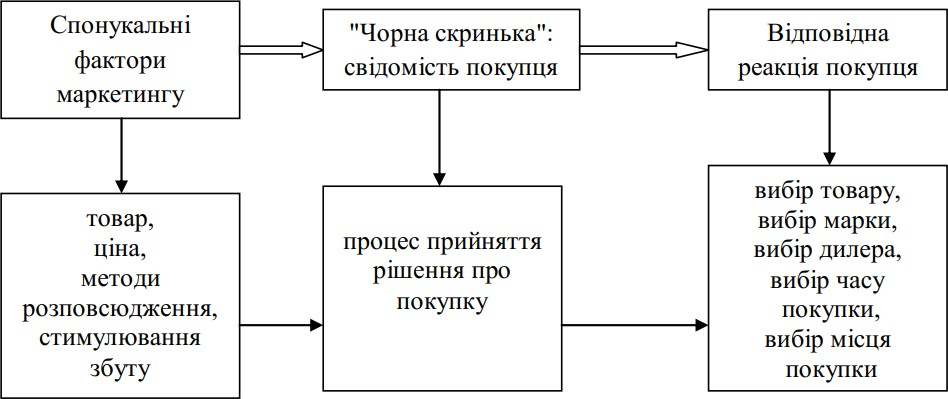 Спонукальні
фактори
маркетингу
"Чорна скринька":
свідомість покупця
Відповідна
реакція покупця
товар,
ціна,
методи
розповсюдження,
стимулювання
збуту
процес прийняття
рішення про
покупку
вибір товару,
вибір марки,
вибір дилера,
вибір часу
покупки,
вибір місця
покупки